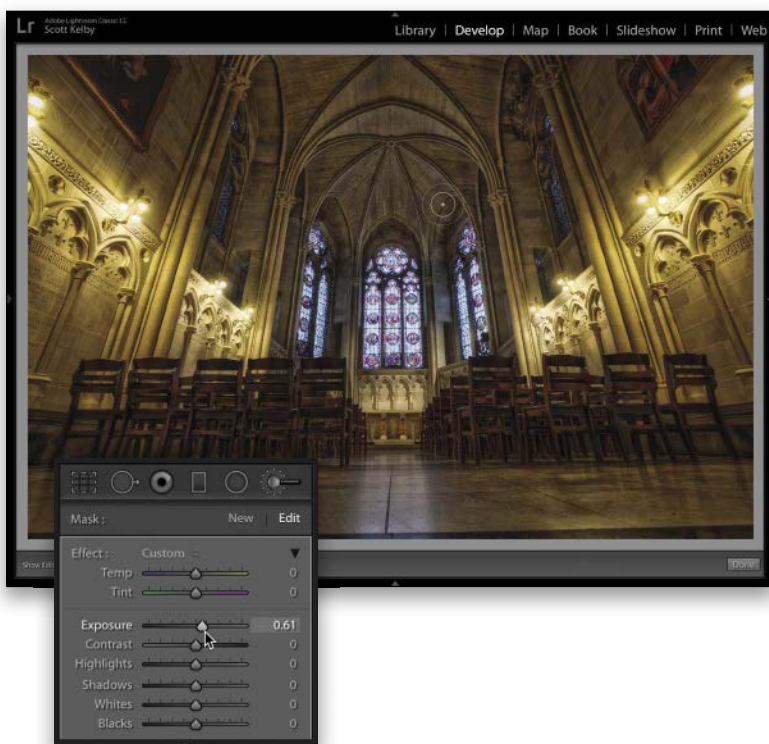 Lr Adobe Lightroom Classic CC
Scott Kelby
Library | Develop | Map | Book | Slideshow | Print | Web
Mask : New | Edit
Effect : Custom
Temp 0
Tint 0
Exposure 0.61
Contrast 0
Highlights 0
Shadows 0
Whites 0
Blacks 0
Show Edit
Done